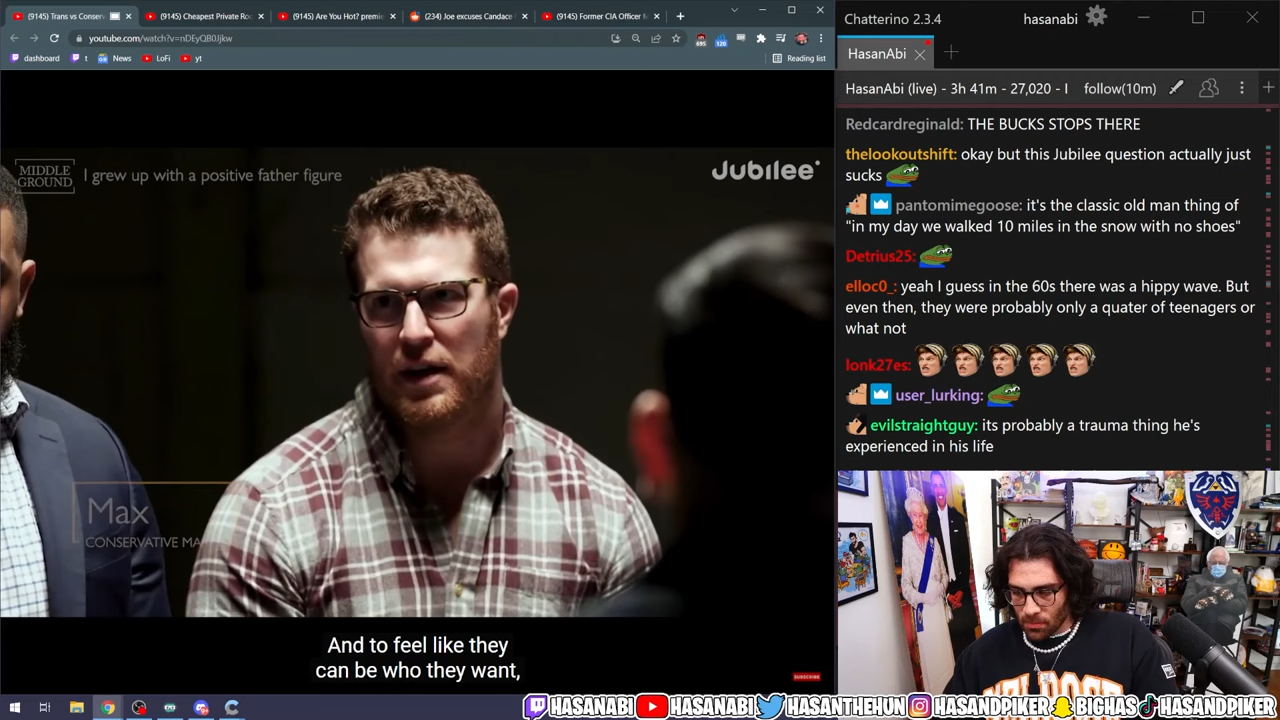 (9145) Trans vs Conserv
(9145) Cheapest Private Roo
(9145) Are You Hot? premie
(234) Joe excuses Candace
(9145) Former CIA Officer M
youtube.com/watch?v=nDEyQB0Jjkw
dashboard
t
News
LoFi
yt
Reading list
MIDDLE
GROUND
I grew up with a positive father figure
Jubilee
Max
CONSERVATIVE MA
And to feel like they
can be who they want,
SUBSCRIBE
Chatterino 2.3.4
hasanabi
HasanAbi
HasanAbi (live) - 3h 41m - 27,020 - I
follow(10m)
Redcardreginald: THE BUCKS STOPS THERE
thelookoutshift: okay but this Jubilee question actually just
sucks
pantomimegoose: it's the classic old man thing of
"in my day we walked 10 miles in the snow with no shoes"
Detrius25:
elloc0_: yeah I guess in the 60s there was a hippy wave. But
even then, they were probably only a quater of teenagers or
what not
lonk27es:
user_lurking:
evilstraightguy: its probably a trauma thing he's
experienced in his life
HASANABI
HASANABI
HASANTHEHUN
HASANDPIKER
BIGHAS
HASANDPIKER